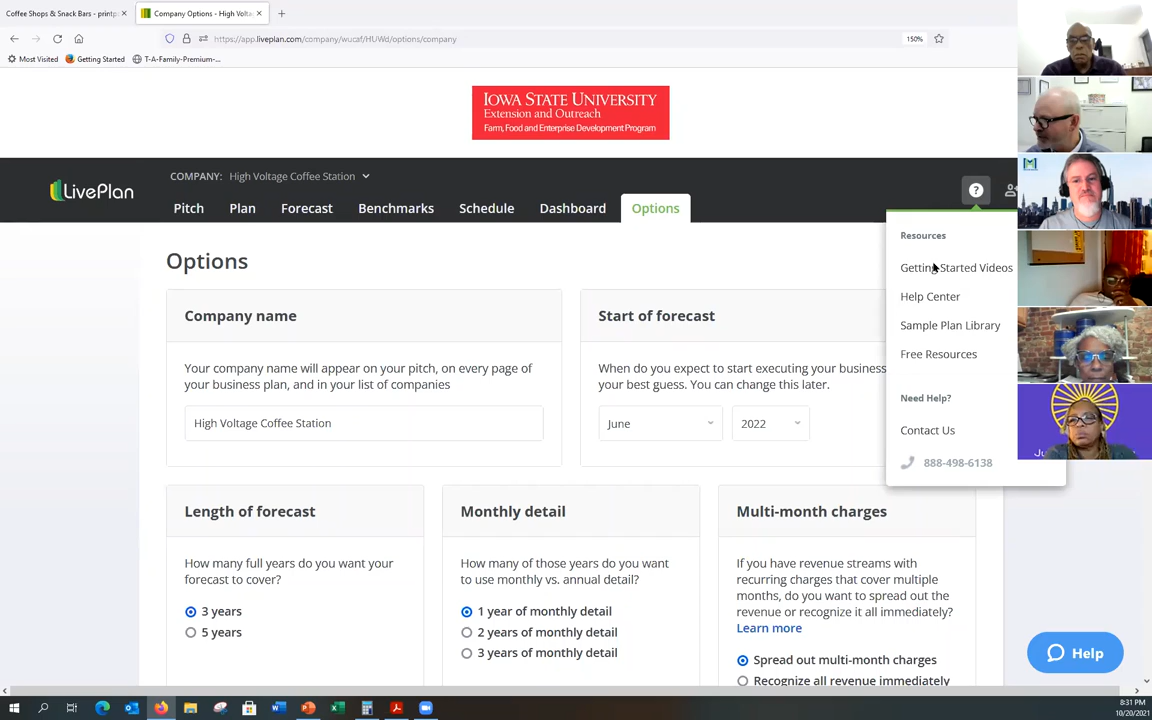 Coffee Shops & Snack Bars - printp
Company Options - High Volta
https://app.liveplan.com/company/wucaf/HUWd/options/company
150%
Most Visited
Getting Started
T-A-Family-Premium-...
IOWA STATE UNIVERSITY
Extension and Outreach
Farm, Food and Enterprise Development Program
LivePlan
COMPANY: High Voltage Coffee Station
Pitch
Plan
Forecast
Benchmarks
Schedule
Dashboard
Options
?
Resources
Getting Started Videos
Help Center
Sample Plan Library
Free Resources
Need Help?
Contact Us
888-498-6138
Options
Company name
Your company name will appear on your pitch, on every page of
your business plan, and in your list of companies
High Voltage Coffee Station
Start of forecast
When do you expect to start executing your business
your best guess. You can change this later.
June
2022
Length of forecast
How many full years do you want your
forecast to cover?
3 years
5 years
Monthly detail
How many of those years do you want
to use monthly vs. annual detail?
1 year of monthly detail
2 years of monthly detail
3 years of monthly detail
Multi-month charges
If you have revenue streams with
recurring charges that cover multiple
months, do you want to spread out the
revenue or recognize it all immediately?
Learn more
Spread out multi-month charges
Recognize all revenue immediately
Help
8:31 PM
10/20/2021